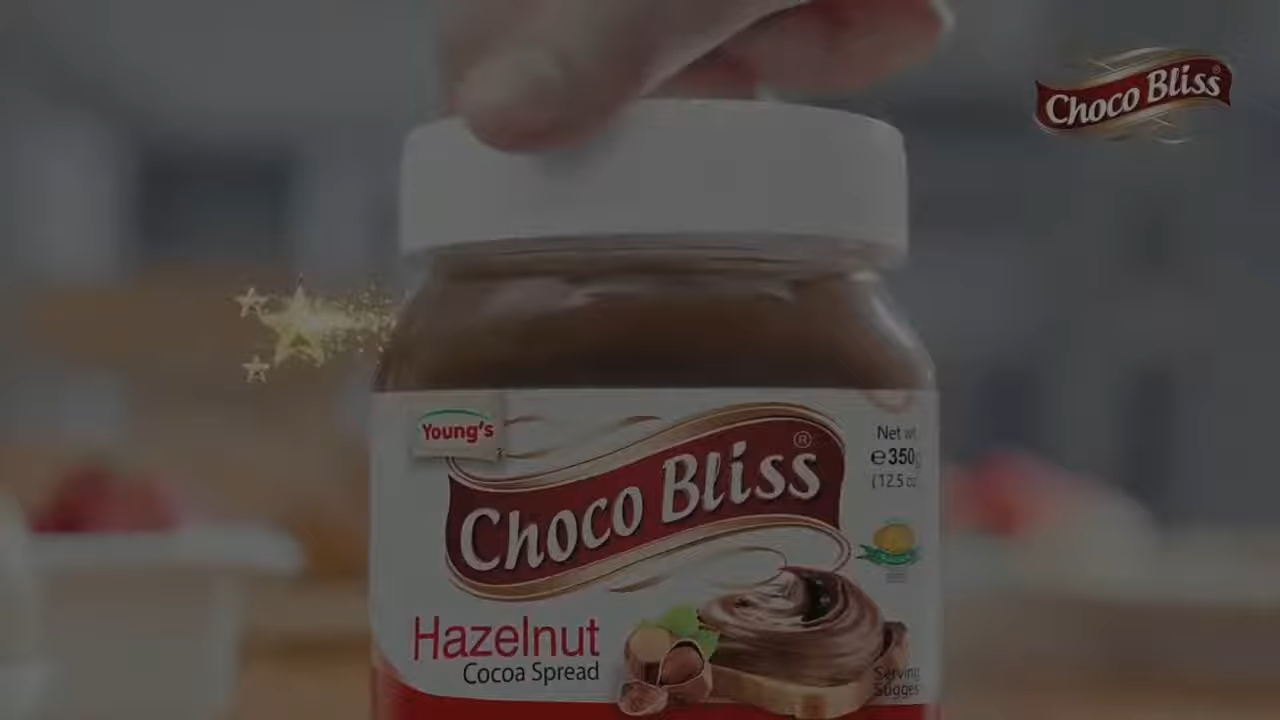 Choco Bliss®
Young's
Choco Bliss®
Net wt
e350g
(12.5 oz
Hazelnut
Cocoa Spread
Serving
Sugges